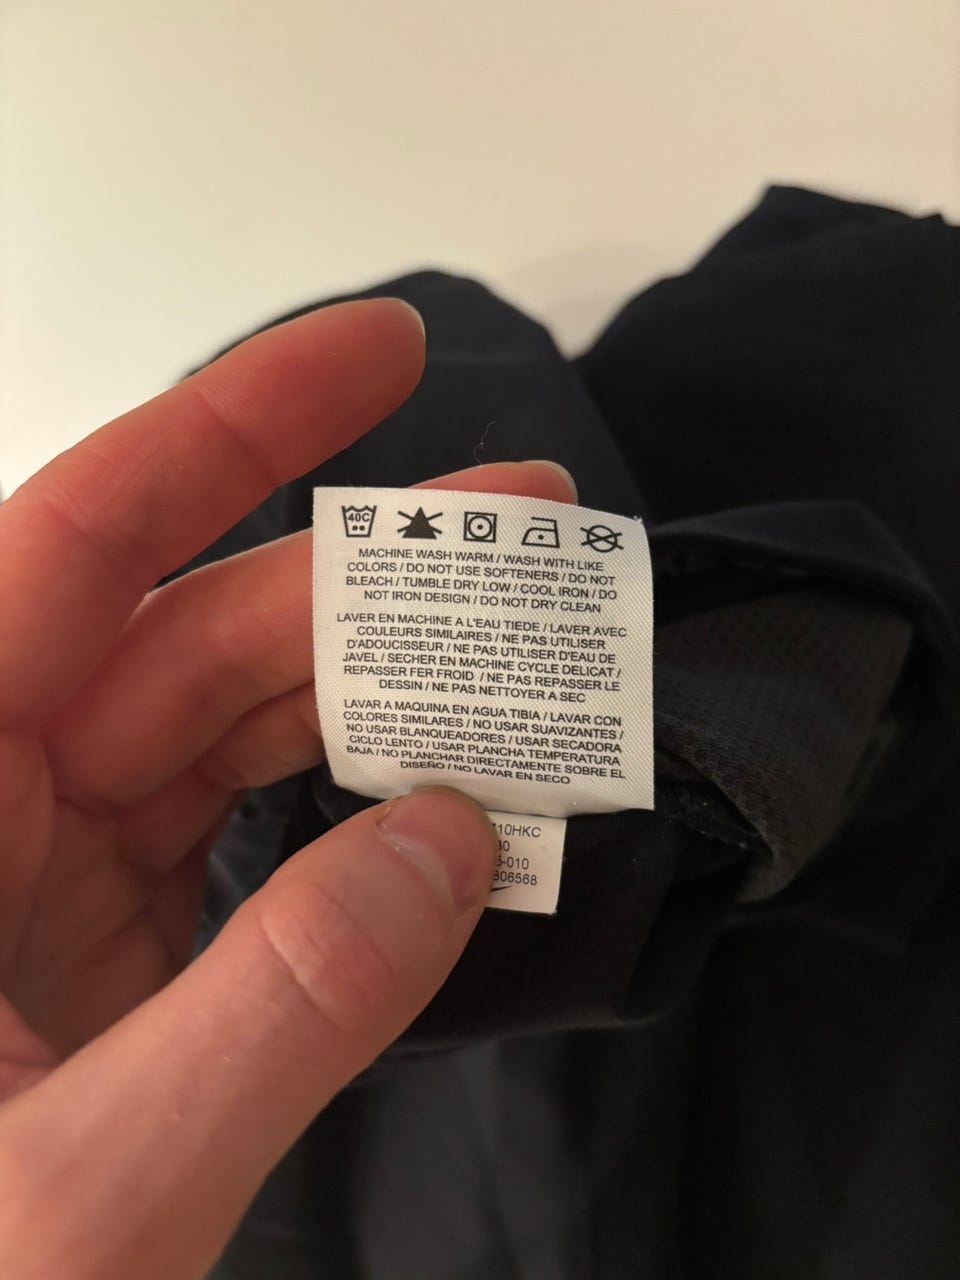 40C
MACHINE WASH WARM / WASH WITH LIKE
COLORS / DO NOT USE SOFTENERS / DO NOT
BLEACH / TUMBLE DRY LOW / COOL IRON / DO
NOT IRON DESIGN / DO NOT DRY CLEAN
LAVER EN MACHINE A L'EAU TIEDE / LAVER AVEC
COULEURS SIMILAIRES / NE PAS UTILISER
D'ADOUCISSEUR / NE PAS UTILISER D'EAU DE
JAVEL / SECHER EN MACHINE CYCLE DELICAT /
REPASSER FER FROID / NE PAS REPASSER LE
DESSIN / NE PAS NETTOYER A SEC
LAVAR A MAQUINA EN AGUA TIBIA / LAVAR CON
COLORES SIMILARES / NO USAR SUAVIZANTES /
NO USAR BLANQUEADORES / USAR SECADORA
CICLO LENTO / USAR PLANCHA TEMPERATURA
BAJA / NO PLANCHAR DIRECTAMENTE SOBRE EL
DISEÑO / NO LAVAR EN SECO
10HKC
0
-010
806568